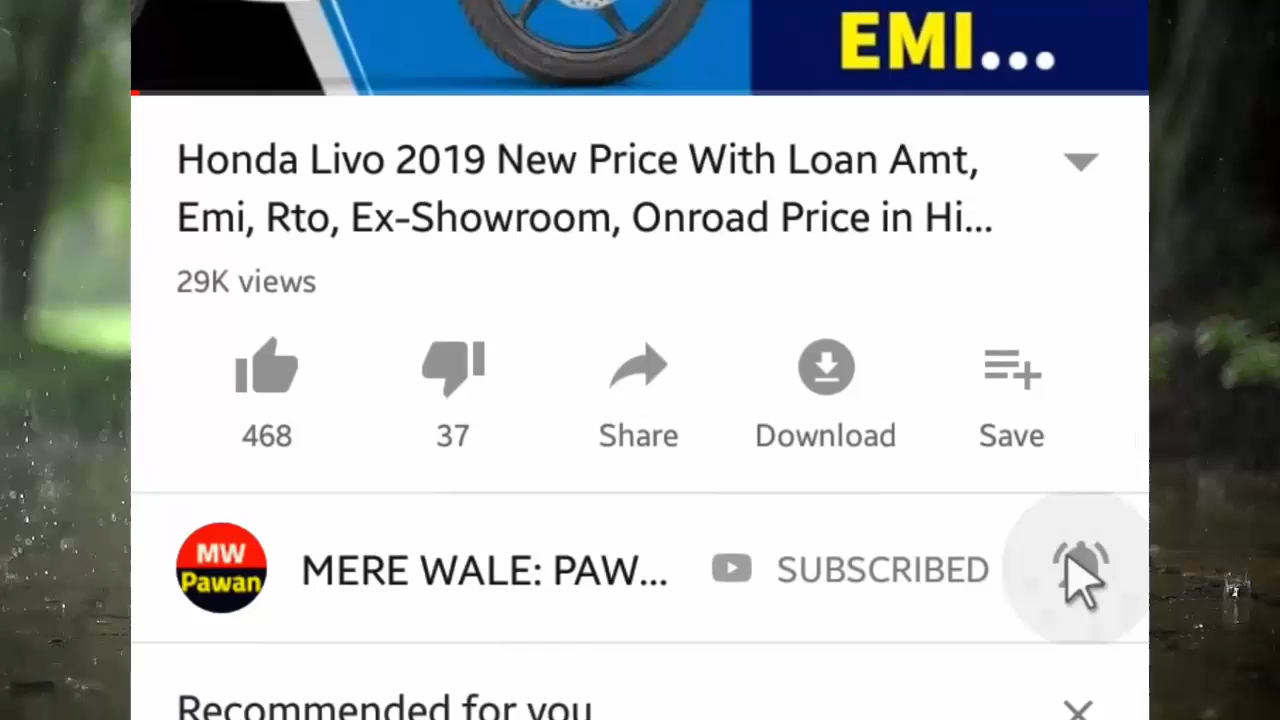 EMI...
Honda Livo 2019 New Price With Loan Amt,
Emi, Rto, Ex-Showroom, Onroad Price in Hi...
29K views
468
37
Share
Download
Save
MW
Pawan
MERE WALE: PAW...
SUBSCRIBED
Recommended for you